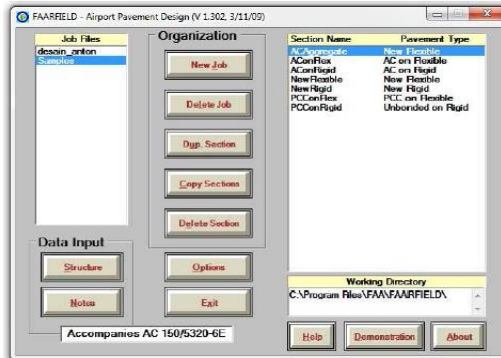 FAARFIELD - Airport Pavement Design (V 1.302, 3/11/09)
Job Files
desain_anton
Samples
Organization
New Job
Delete Job
Dup. Section
Copy Sections
Delete Section
Data Input
Structure
Notes
Options
Exit
Accompanies AC 150/5320-6E
Section Name Pavement Type
ACAggregate New Flexible
AConFlex AC on Flexible
AConRigid AC on Rigid
NewFlexible New Flexible
NewRigid New Rigid
PCConFlex PCC on Flexible
PCConRigid Unbonded on Rigid
Working Directory
C:\Program Files\FAA\FAARFIELD\
Help
Demonstration
About